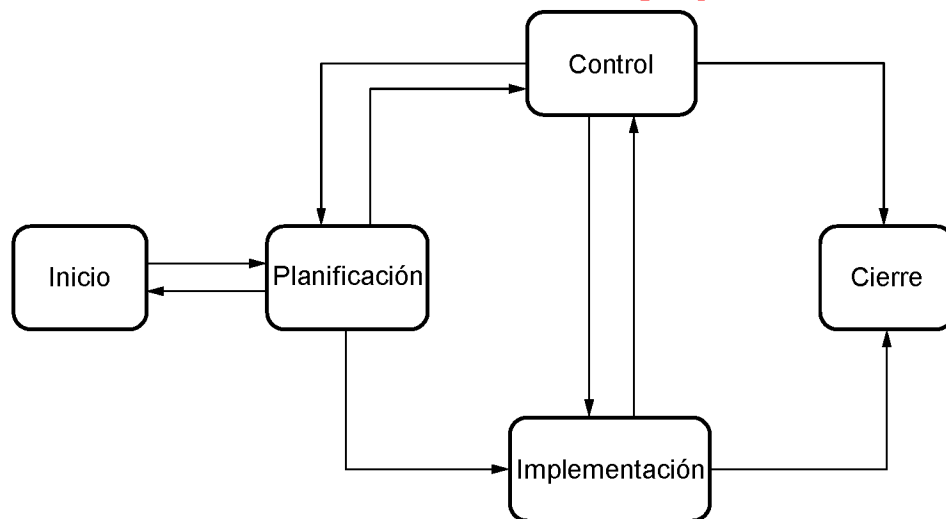 Control
Inicio
Planificación
Cierre
Implementación